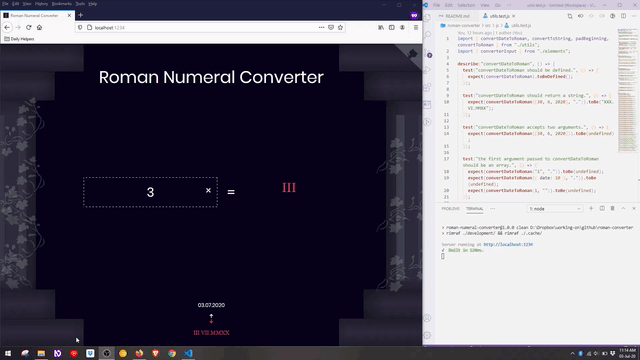 File Edit View History Bookmarks Tools Help
Roman Numeral Converter
localhost:1234
Daily Helpers
Roman Numeral Converter
3 × = III
03.07.2020
III VII MMXX
File Edit Selection
README.md
utils.test.js
roman-converter > src > js > utils.test.js
You, 12 hours ago | 1 author (You)
import { convertDateToRoman, convertToString, padBeginning,
convertToRoman } from "./utils";
import { converterInput } from "./elements";
describe("convertDateToRoman", () => {
test("convertDateToRoman should be defined.", () => {
expect(convertDateToRoman).toBeDefined();
});
test("convertDateToRoman should return a string.", () => {
expect(convertDateToRoman([30, 6, 2020], ".")).toBe("XXX.
VI.MMXX");
});
test("convertDateToRoman accepts two arguments.", () => {
expect(convertDateToRoman([30, 6, 2020])).toBe(undefined)
;
});
test("the first argument passed to convertDateToRoman
should be an array.", () => {
expect(convertDateToRoman("1", ".")).toBe(undefined);
expect(convertDateToRoman({ date: 10 }, ".")).toBe
(undefined);
expect(convertDateToRoman(1, "")).toBe(undefined);
});
PROBLEMS TERMINAL ... 1: node
> roman-numeral-converter@1.0.0 clean D:\Dropbox\working-on\github\roman-converter
> rimraf ./development/ && rimraf ./.cache/
Server running at http://localhost:1234
√ Built in 520ms.
11:14 AM
03-Jul-20